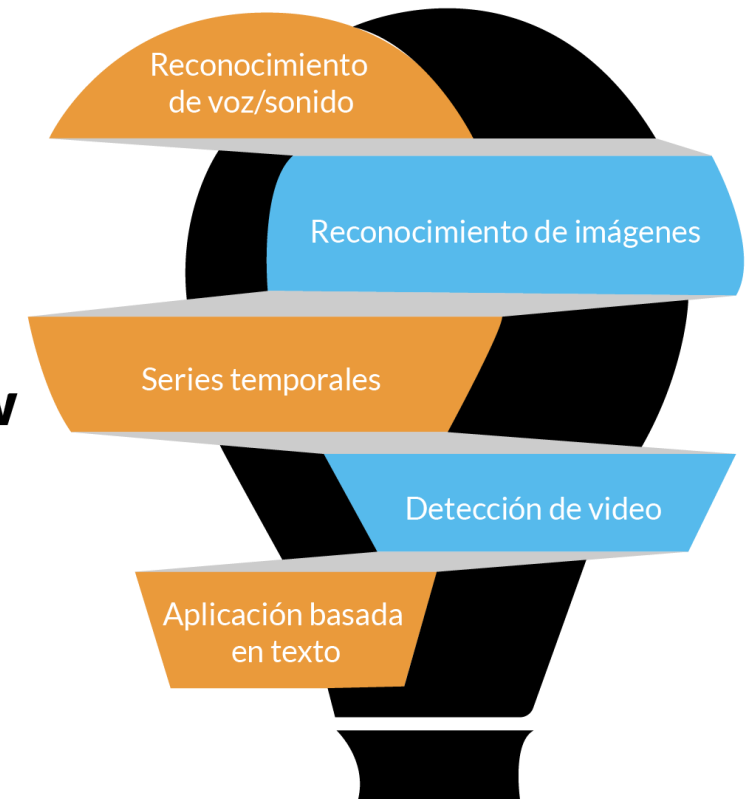 Reconocimiento
de voz/sonido
Reconocimiento de imágenes
Series temporales
Detección de video
Aplicación basada
en texto